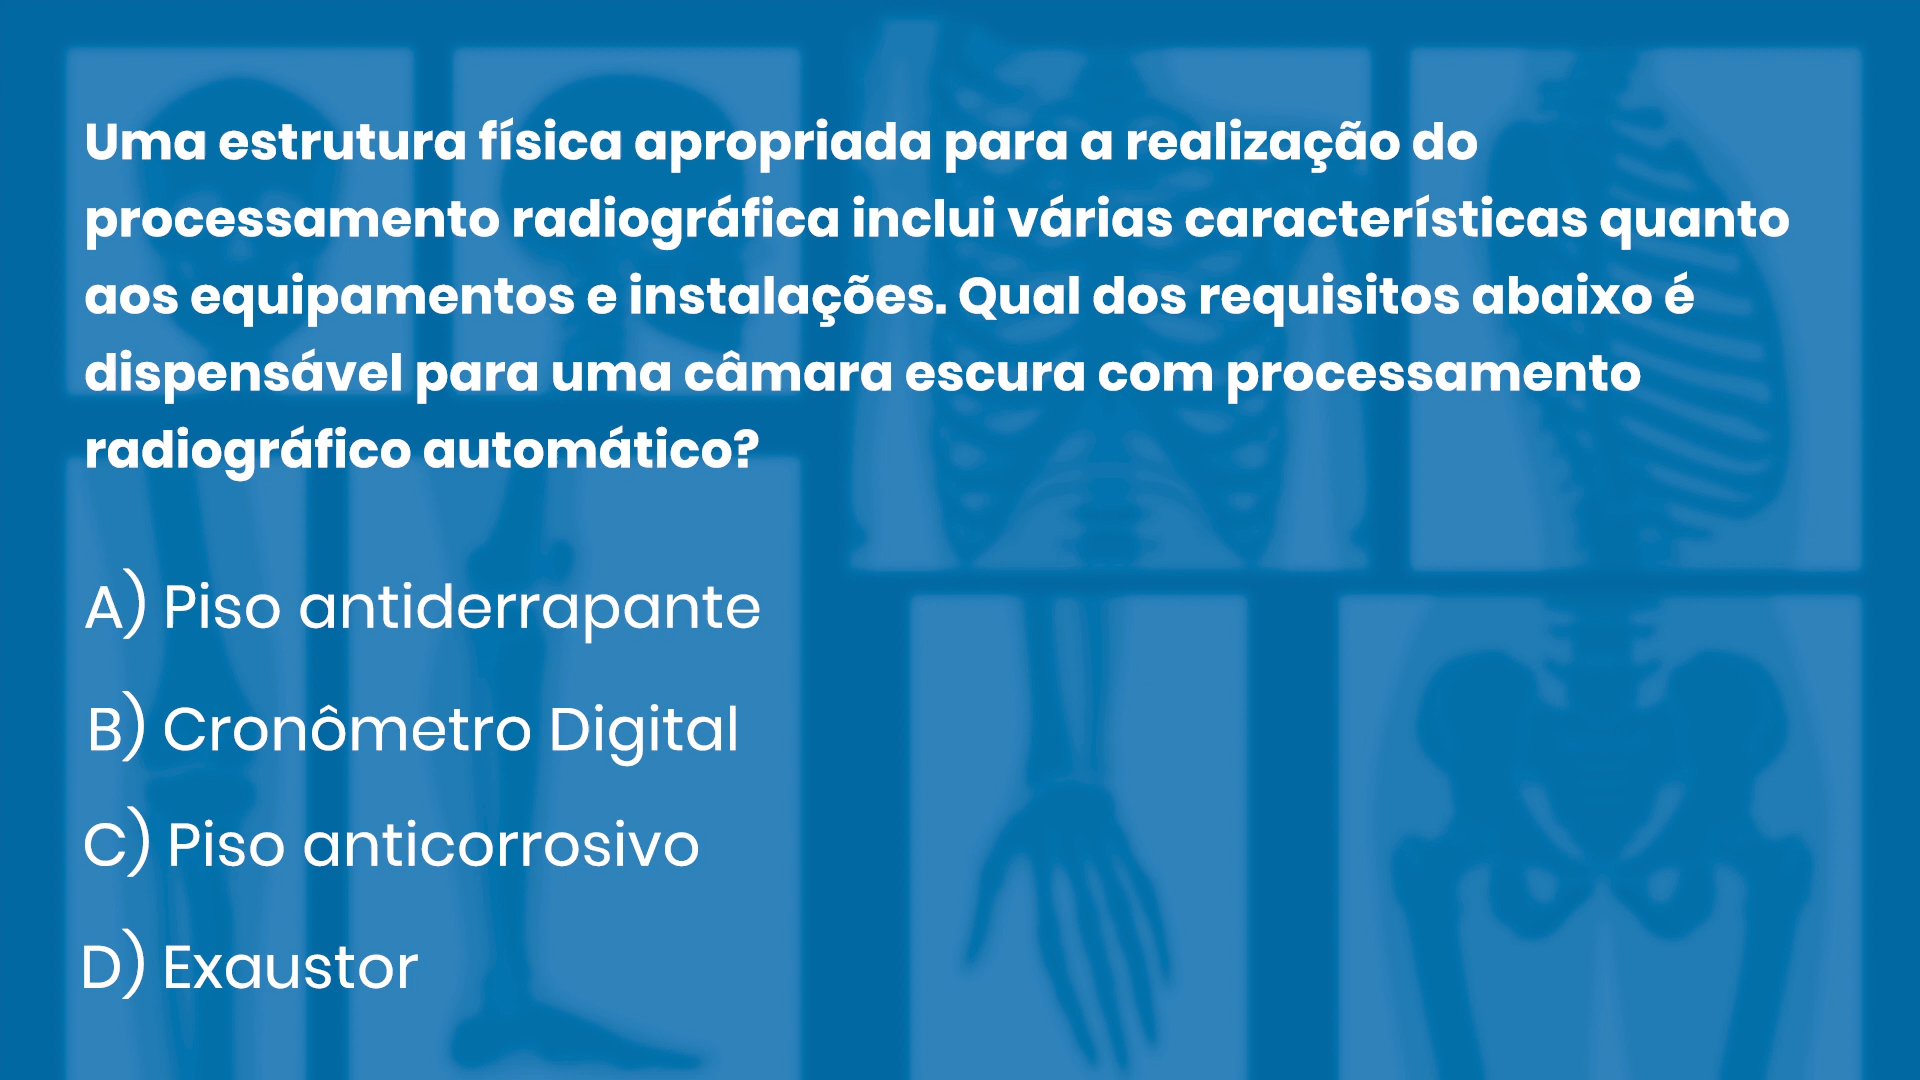 Uma estrutura física apropriada para a realização do
processamento radiográfica inclui várias características quanto
aos equipamentos e instalações. Qual dos requisitos abaixo é
dispensável para uma câmara escura com processamento
radiográfico automático?
A) Piso antiderrapante
B) Cronômetro Digital
C) Piso anticorrosivo
D) Exaustor